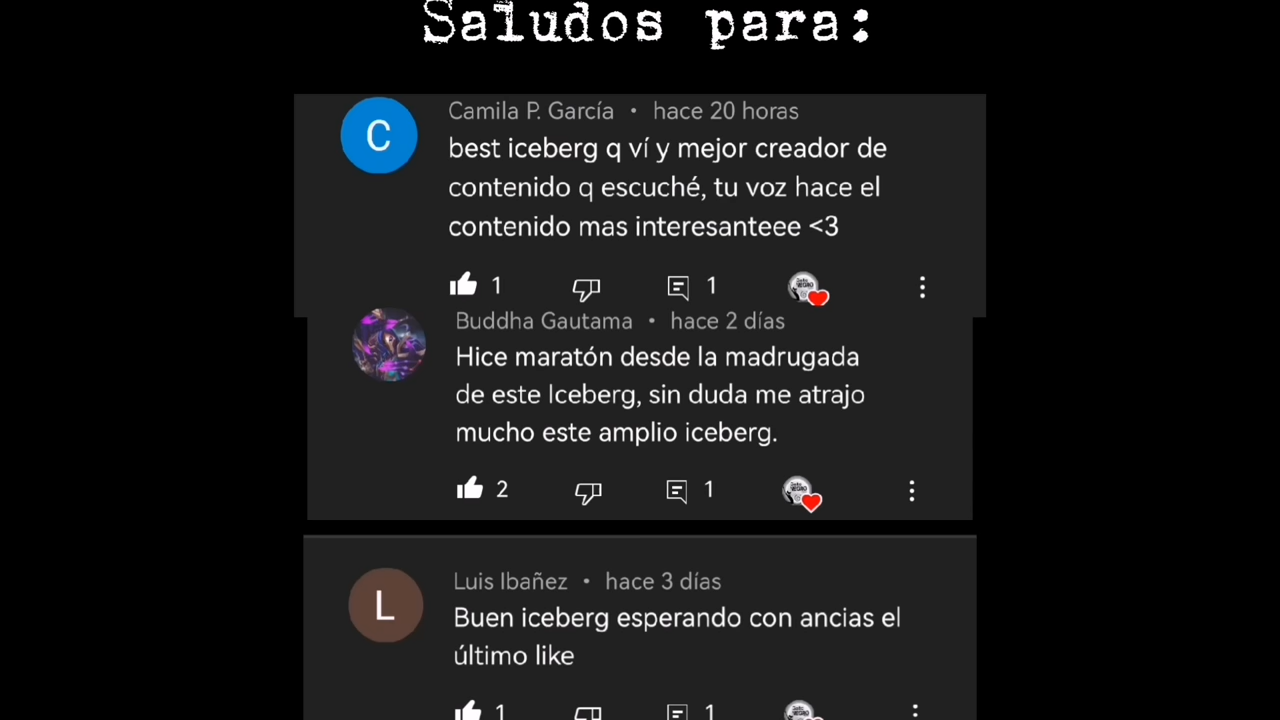 Saludos para:
C
Camila P. García • hace 20 horas
best iceberg q ví y mejor creador de
contenido q escuché, tu voz hace el
contenido mas interesanteee <3
1 1
Buddha Gautama • hace 2 días
Hice maratón desde la madrugada
de este Iceberg, sin duda me atrajo
mucho este amplio iceberg.
2 1
L
Luis Ibañez • hace 3 días
Buen iceberg esperando con ancias el
último like
1 1